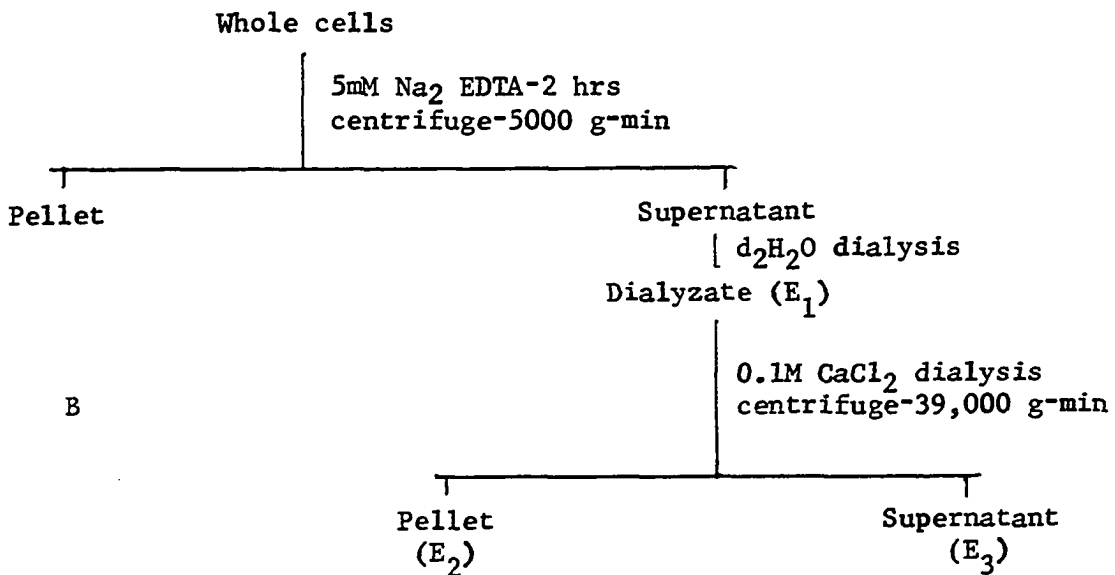 Whole cells
5mM Na₂ EDTA-2 hrs
centrifuge-5000 g-min
Pellet
Supernatant
d₂H₂O dialysis
Dialyzate (E₁)
0.1M CaCl₂ dialysis
centrifuge-39,000 g-min
B
Pellet
(E₂)
Supernatant
(E₃)